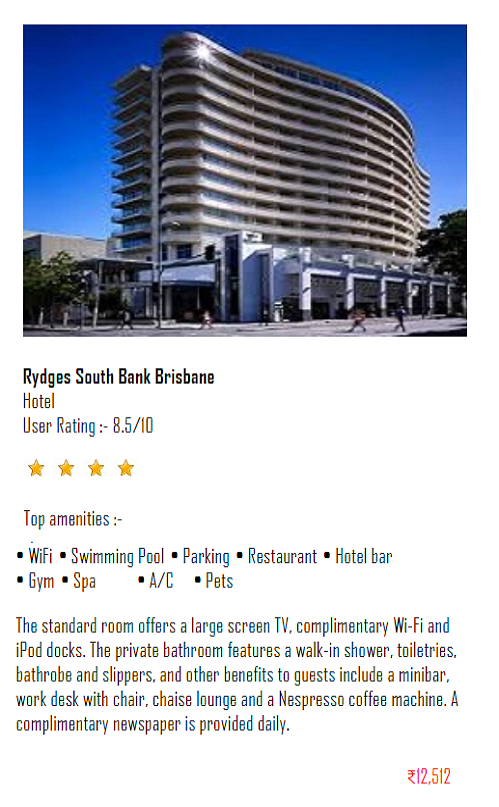 Rydges South Bank Brisbane
Hotel
User Rating :- 8.5/10
Top amenities :-
• WiFi • Swimming Pool • Parking • Restaurant • Hotel bar
• Gym • Spa • A/C • Pets
The standard room offers a large screen TV, complimentary Wi-Fi and
iPod docks. The private bathroom features a walk-in shower, toiletries,
bathrobe and slippers, and other benefits to guests include a minibar,
work desk with chair, chaise lounge and a Nespresso coffee machine. A
complimentary newspaper is provided daily.
₹12,512